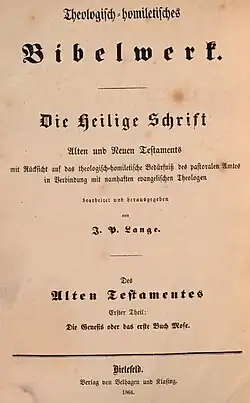 Theologisch-homiletisches
Bibelwerk.
Die Heilige Schrift
Alten und Neuen Testaments
mit Rücksicht auf das theologisch-homiletische Bedürfniß des pastoralen Amtes
in Verbindung mit namhaften evangelischen Theologen
bearbeitet und herausgegeben
von
J. P. Lange.
Des
Alten Testamentes
Erster Theil:
Die Genesis oder das erste Buch Mose.
Bielefeld.
Verlag von Velhagen und Klasing.
1864.